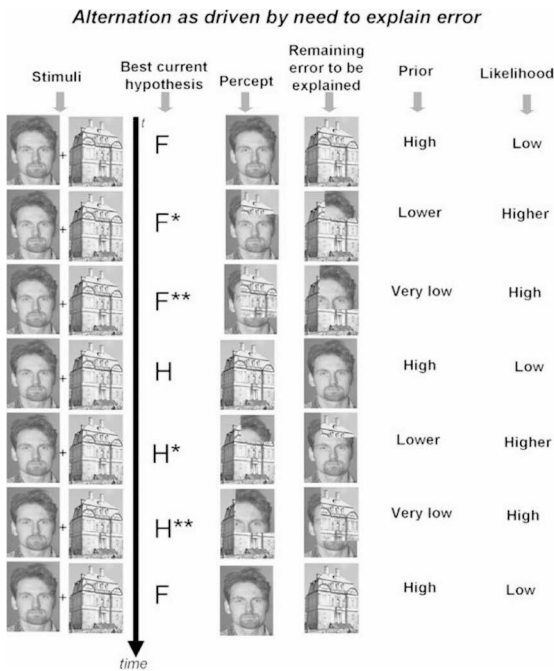 Alternation as driven by need to explain error
Stimuli
Best current
hypothesis
Percept
Remaining
error to be
explained
Prior
Likelihood
t
+ F High Low
+ F* Lower Higher
+ F** Very low High
+ H High Low
+ H* Lower Higher
+ H** Very low High
+ F High Low
time